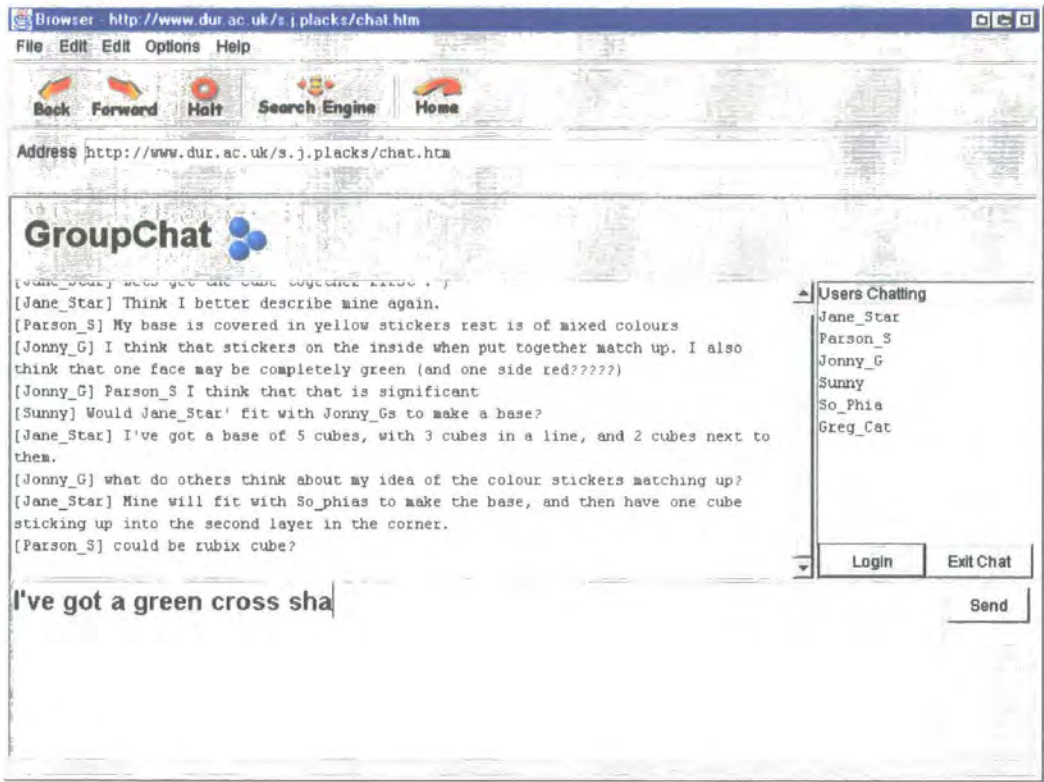 Browser - http://www.dur.ac.uk/s.j.placks/chat.htm
File Edit Edit Options Help
Back Forward Halt Search Engine Home
Address http://www.dur.ac.uk/s.j.placks/chat.htm
GroupChat
[Jane_Star] Lets get the cube together first : )
[Jane_Star] Think I better describe mine again.
[Parson_S] My base is covered in yellow stickers rest is of mixed colours
[Jonny_G] I think that stickers on the inside when put together match up. I also
think that one face may be completely green (and one side red?????)
[Jonny_G] Parson_S I think that that is significant
[Sunny] Would Jane_Star' fit with Jonny_Gs to make a base?
[Jane_Star] I've got a base of 5 cubes, with 3 cubes in a line, and 2 cubes next to
them.
[Jonny_G] what do others think about my idea of the colour stickers matching up?
[Jane_Star] Mine will fit with So_phias to make the base, and then have one cube
sticking up into the second layer in the corner.
[Parson_S] could be rubix cube?
Users Chatting
Jane_Star
Parson_S
Jonny_G
Sunny
So_Phia
Greg_Cat
Login Exit Chat
I've got a green cross sha
Send